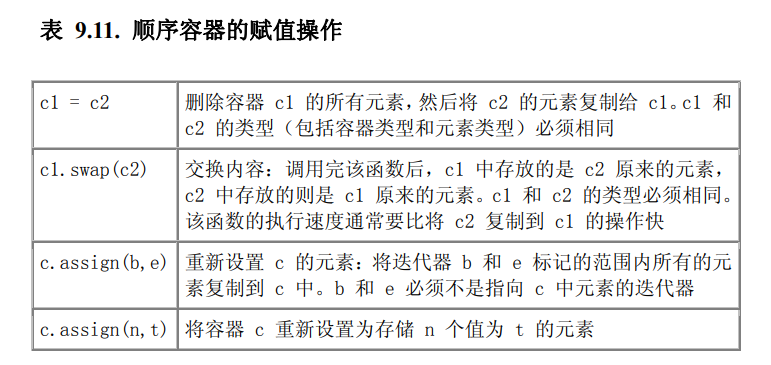 表 9.11. 顺序容器的赋值操作
c1 = c2
删除容器 c1 的所有元素，然后将 c2 的元素复制给 c1。c1 和
c2 的类型（包括容器类型和元素类型）必须相同
c1.swap(c2)
交换内容：调用完该函数后，c1 中存放的是 c2 原来的元素，
c2 中存放的则是 c1 原来的元素。c1 和 c2 的类型必须相同。
该函数的执行速度通常要比将 c2 复制到 c1 的操作快
c.assign(b,e)
重新设置 c 的元素：将迭代器 b 和 e 标记的范围内所有的元
素复制到 c 中。b 和 e 必须不是指向 c 中元素的迭代器
c.assign(n,t)
将容器 c 重新设置为存储 n 个值为 t 的元素